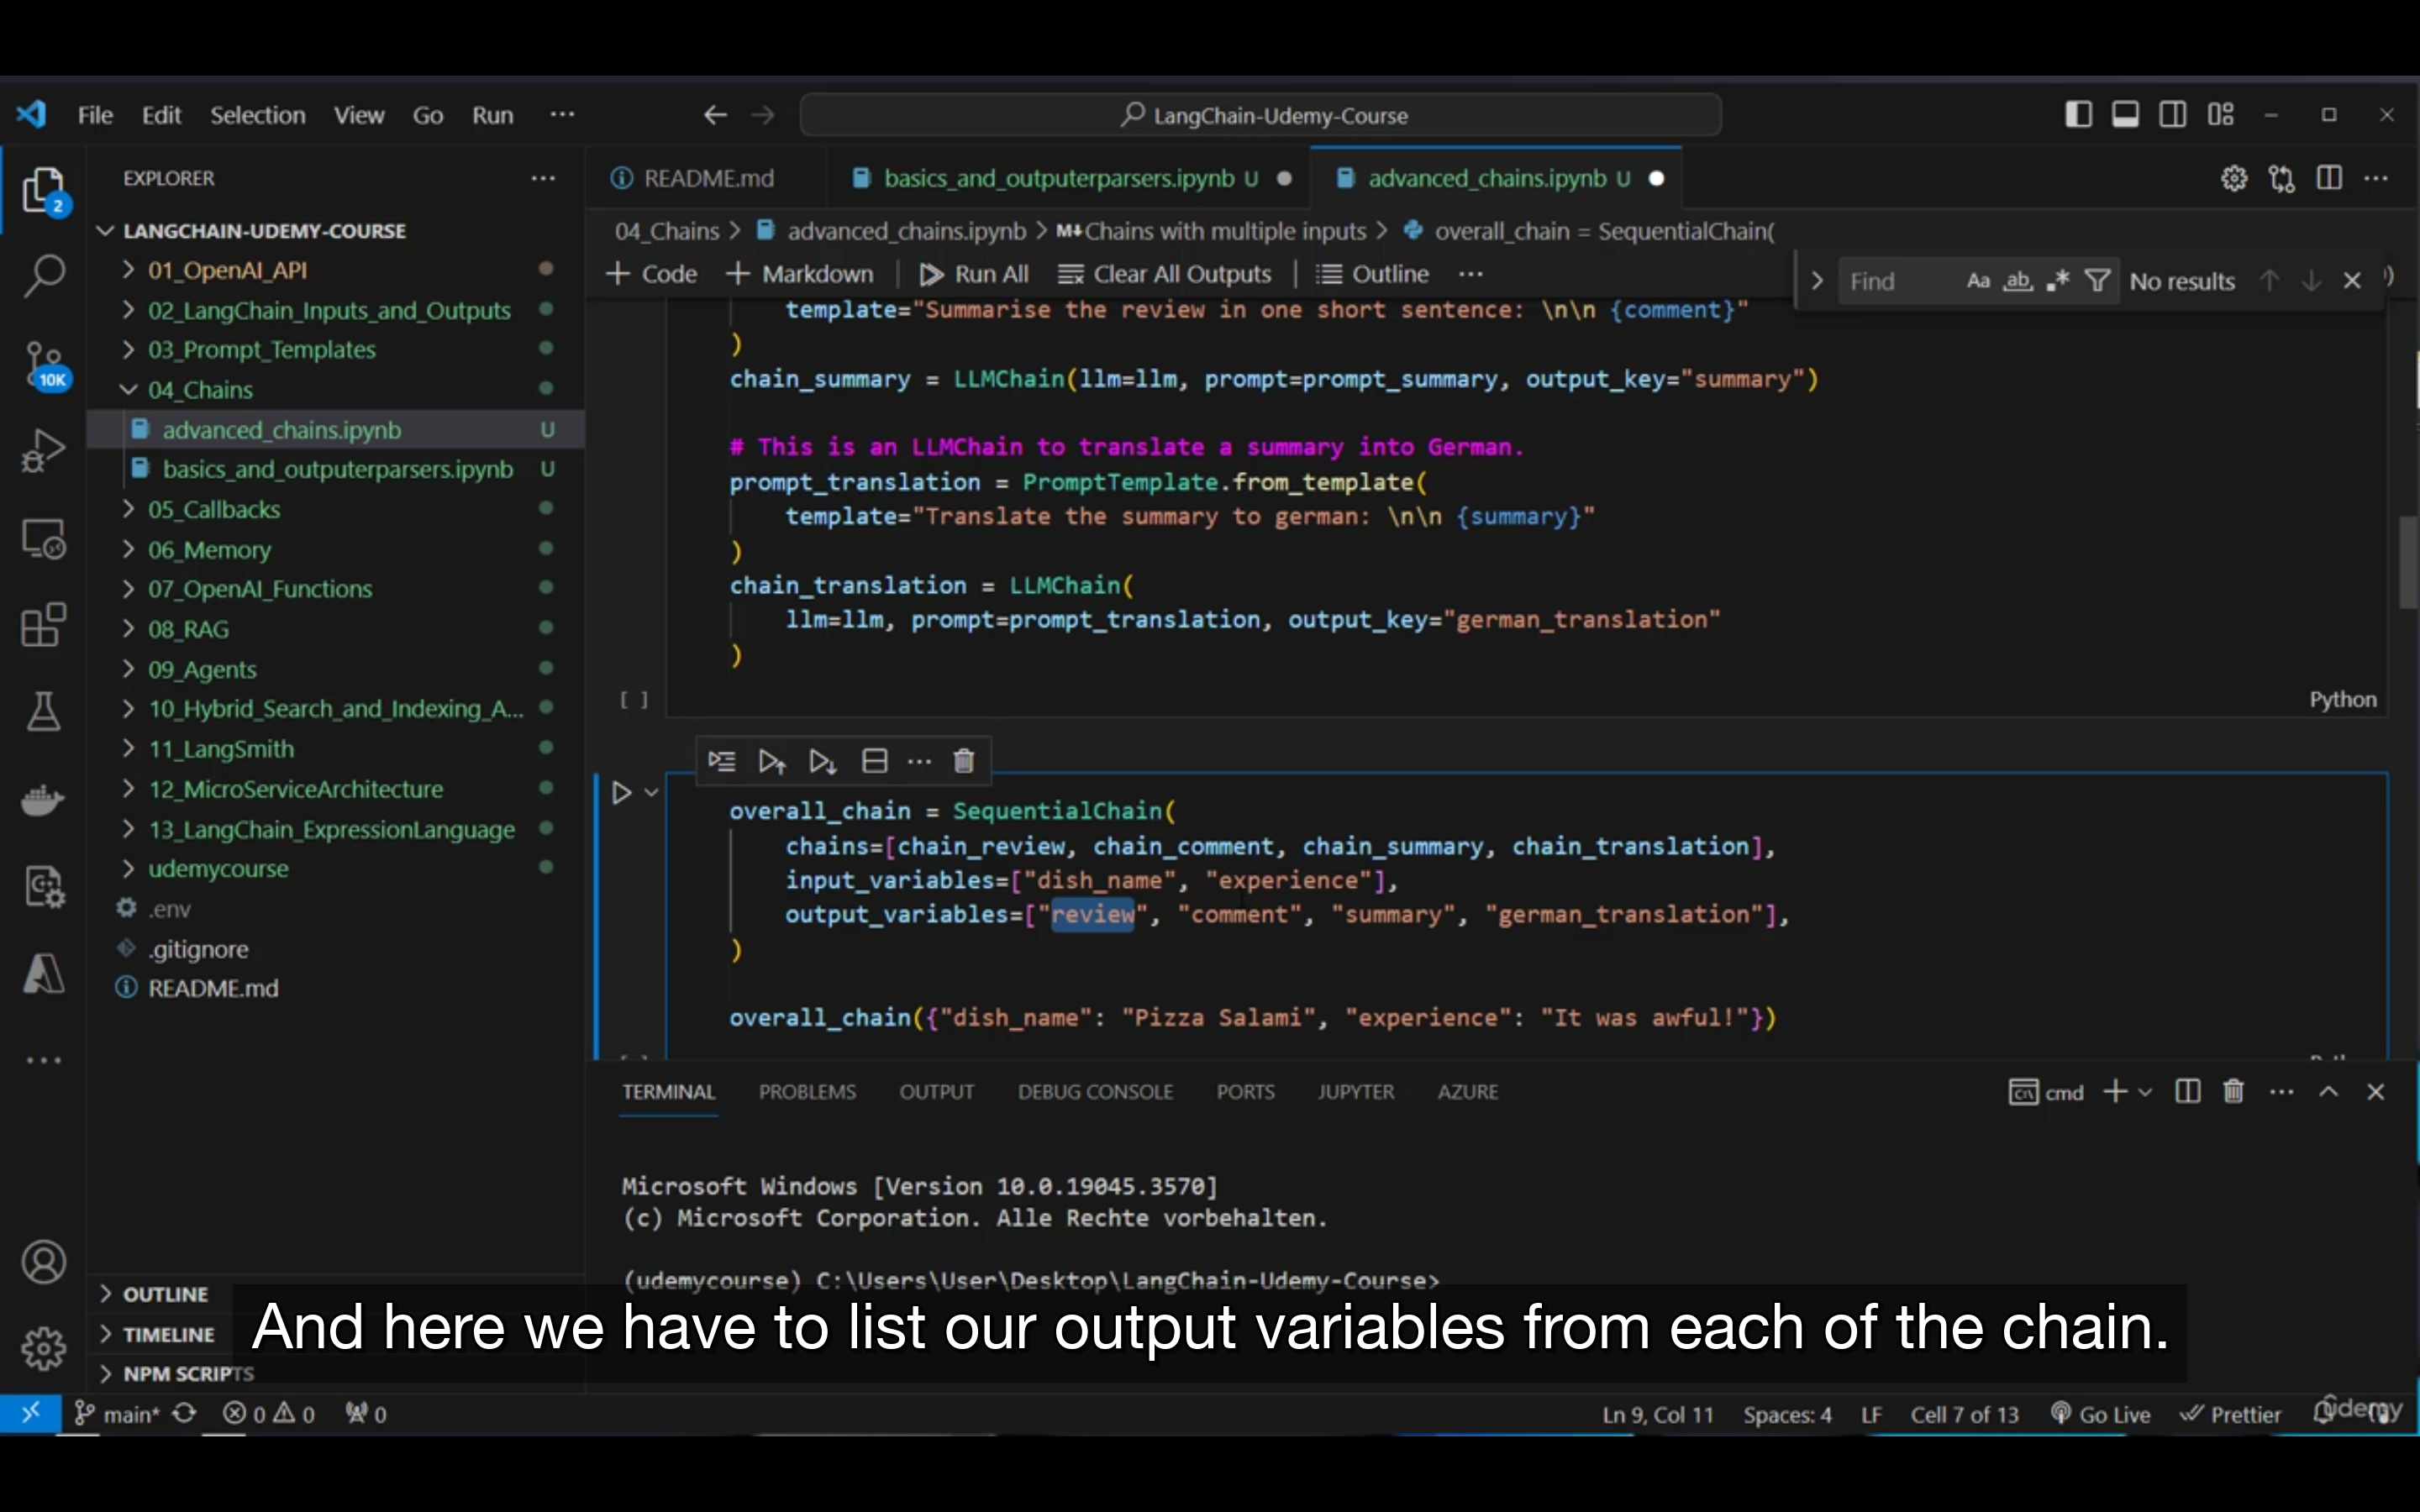 File Edit Selection View Go Run ···
LangChain-Udemy-Course
EXPLORER
2
README.md
basics_and_outputerparsers.ipynb U
advanced_chains.ipynb U
LANGCHAIN-UDEMY-COURSE
04_Chains > advanced_chains.ipynb > M↓Chains with multiple inputs > overall_chain = SequentialChain(
+ Code + Markdown Run All Clear All Outputs Outline ···
Find Aa ab No results
01_OpenAI_API
02_LangChain_Inputs_and_Outputs
03_Prompt_Templates
10K
04_Chains
advanced_chains.ipynb U
basics_and_outputerparsers.ipynb U
05_Callbacks
06_Memory
07_OpenAI_Functions
08_RAG
09_Agents
10_Hybrid_Search_and_Indexing_A...
11_LangSmith
12_MicroServiceArchitecture
13_LangChain_ExpressionLanguage
udemycourse
.env
.gitignore
README.md
template="Summarise the review in one short sentence: \n\n {comment}"
)
chain_summary = LLMChain(llm=llm, prompt=prompt_summary, output_key="summary")
# This is an LLMChain to translate a summary into German.
prompt_translation = PromptTemplate.from_template(
template="Translate the summary to german: \n\n {summary}"
)
chain_translation = LLMChain(
llm=llm, prompt=prompt_translation, output_key="german_translation"
)
[ ]
Python
overall_chain = SequentialChain(
chains=[chain_review, chain_comment, chain_summary, chain_translation],
input_variables=["dish_name", "experience"],
output_variables=["review", "comment", "summary", "german_translation"],
)
overall_chain({"dish_name": "Pizza Salami", "experience": "It was awful!"})
TERMINAL PROBLEMS OUTPUT DEBUG CONSOLE PORTS JUPYTER AZURE
cmd
Microsoft Windows [Version 10.0.19045.3570]
(c) Microsoft Corporation. Alle Rechte vorbehalten.
(udemycourse) C:\Users\User\Desktop\LangChain-Udemy-Course>
OUTLINE
TIMELINE
NPM SCRIPTS
And here we have to list our output variables from each of the chain.
main* 0 0 0
Ln 9, Col 11 Spaces: 4 LF Cell 7 of 13 Go Live Prettier
udemy